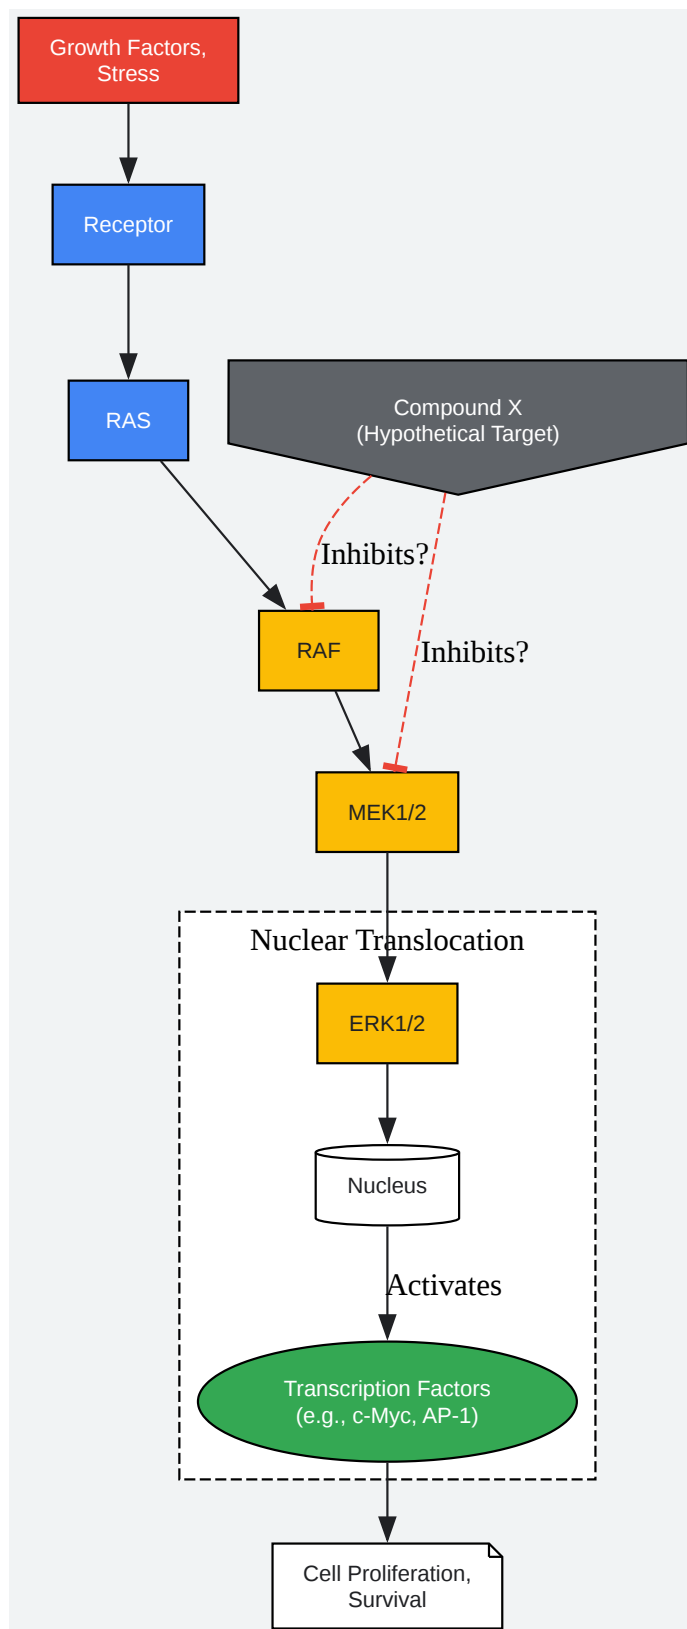 Growth Factors,
Stress
Receptor
RAS
Compound X
(Hypothetical Target)
Inhibits?
RAF
Inhibits?
MEK1/2
Nuclear Translocation
ERK1/2
Nucleus
Activates
Transcription Factors
(e.g., c-Myc, AP-1)
Cell Proliferation,
Survival